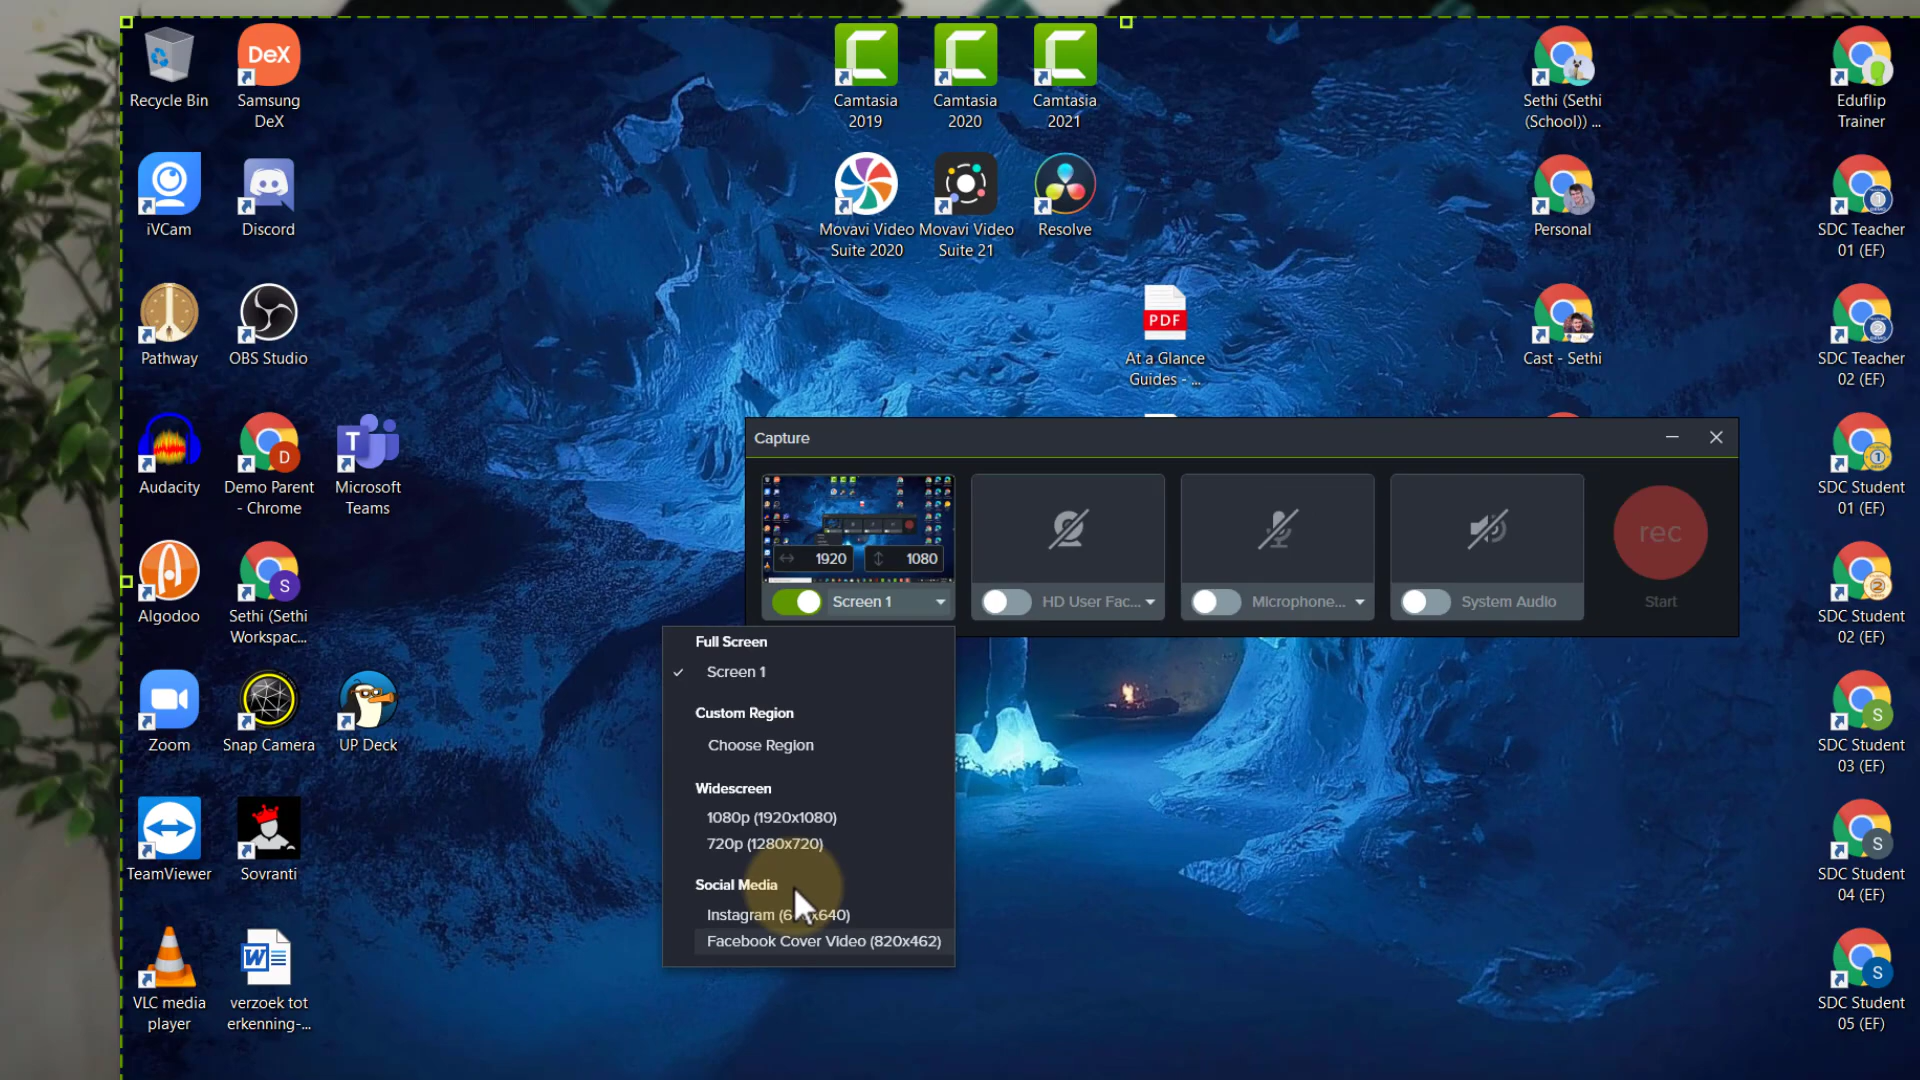 Recycle Bin
DeX
Samsung
DeX
Camtasia
2019
Camtasia
2020
Camtasia
2021
Sethi (Sethi
(School)) ...
Eduflip
Trainer
iVCam
Discord
Movavi Video
Suite 2020
Movavi Video
Suite 21
Resolve
Personal
1
SDC Teacher
01 (EF)
Pathway
OBS Studio
PDF
At a Glance
Guides - ...
Cast - Sethi
2
SDC Teacher
02 (EF)
Audacity
D
Demo Parent
- Chrome
T
Microsoft
Teams
1
SDC Student
01 (EF)
Capture
1920
1080
Screen 1
HD User Fac...
Microphone...
System Audio
rec
Start
Algodoo
S
Sethi (Sethi
Workspac...
2
SDC Student
02 (EF)
Full Screen
Screen 1
Custom Region
Choose Region
Widescreen
1080p (1920x1080)
720p (1280x720)
Social Media
Instagram
Facebook Cover Video (820x462)
Zoom
Snap Camera
UP Deck
S
SDC Student
03 (EF)
TeamViewer
Sovranti
S
SDC Student
04 (EF)
VLC media
player
W
verzoek tot
erkenning-...
S
SDC Student
05 (EF)